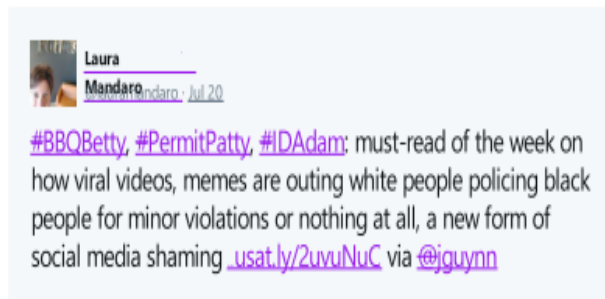 Laura
Mandaro
@lauramandaro · Jul 20
#BBQBetty, #PermitPatty, #IDAdam: must-read of the week on
how viral videos, memes are outing white people policing black
people for minor violations or nothing at all, a new form of
social media shaming usat.ly/2uvuNuC via @jguynn